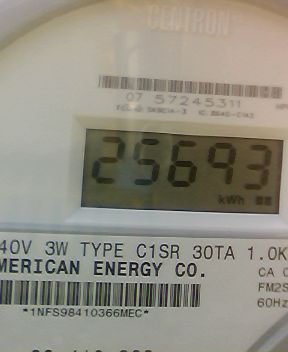 CENTRON
07 57245311
25693
kWh
40V 3W TYPE C1SR 30TA 1.0K
MERICAN ENERGY CO.
CA 0
FM2S
60Hz
*1NFS98410366MEC*